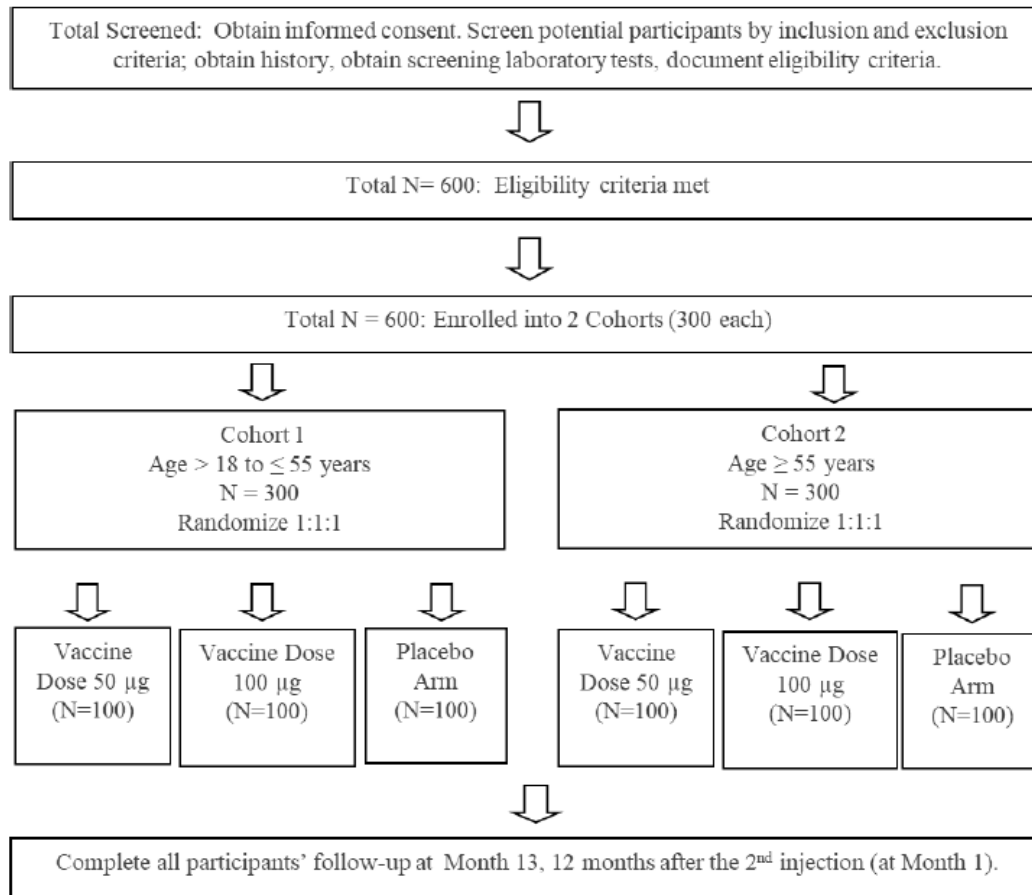 Total Screened: Obtain informed consent. Screen potential participants by inclusion and exclusion
criteria; obtain history, obtain screening laboratory tests, document eligibility criteria.
Total N= 600: Eligibility criteria met
Total N = 600: Enrolled into 2 Cohorts (300 each)
Cohort 1
Age > 18 to ≤ 55 years
N = 300
Randomize 1:1:1
Cohort 2
Age ≥ 55 years
N = 300
Randomize 1:1:1
Vaccine
Dose 50 µg
(N=100)
Vaccine Dose
100 µg
(N=100)
Placebo
Arm
(N=100)
Vaccine
Dose 50 µg
(N=100)
Vaccine Dose
100 µg
(N=100)
Placebo
Arm
(N=100)
Complete all participants’ follow-up at Month 13, 12 months after the 2nd injection (at Month 1).